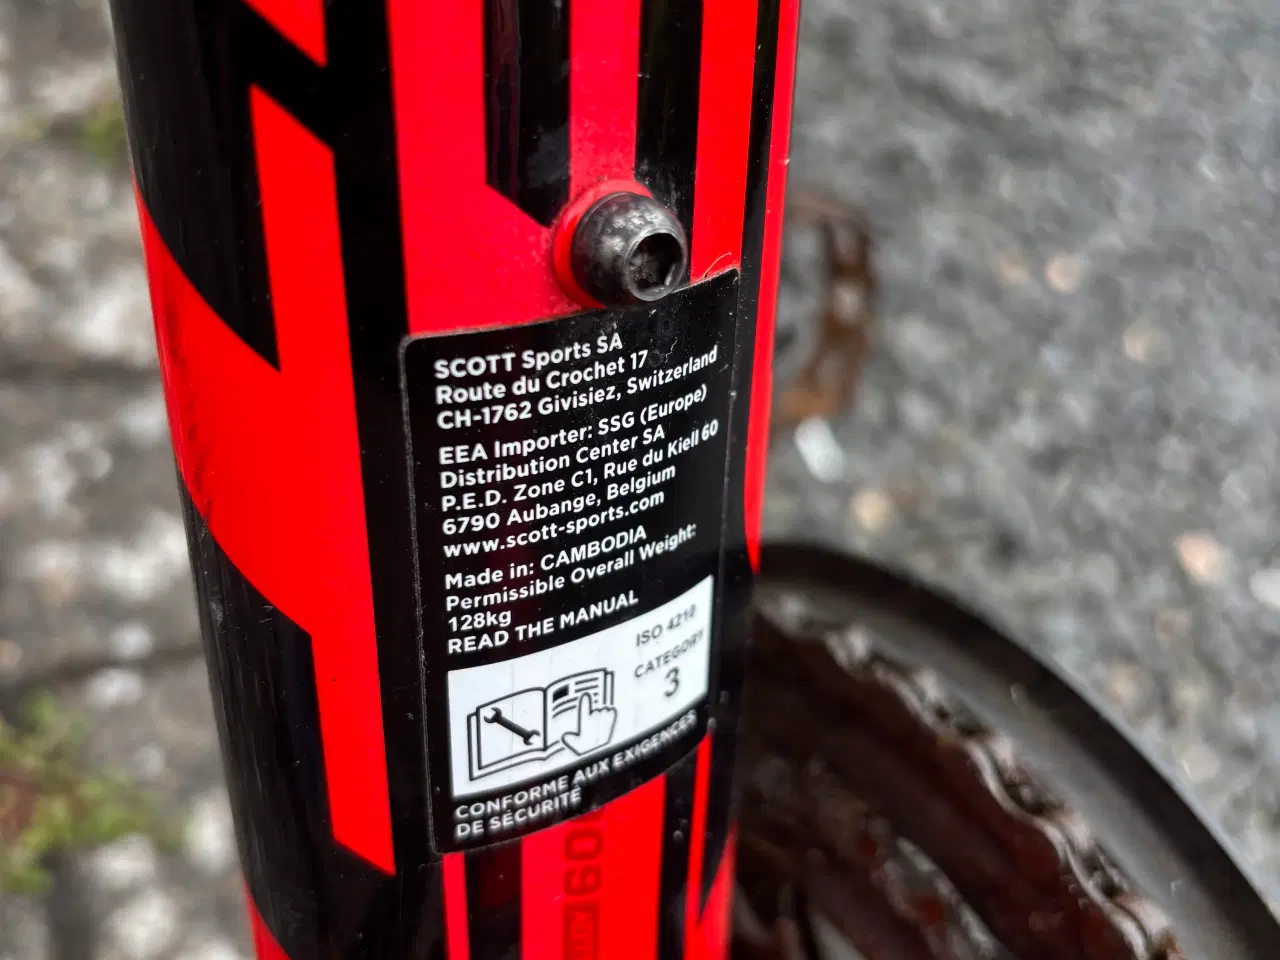 SCOTT Sports SA
Route du Crochet 17
CH-1762 Givisiez, Switzerland
EEA Importer: SSG (Europe)
Distribution Center SA
P.E.D. Zone C1, Rue du Kiell 60
6790 Aubange, Belgium
www.scott-sports.com
Made in: CAMBODIA
Permissible Overall Weight:
128kg
READ THE MANUAL
ISO 4210
CATEGORY
3
CONFORME AUX EXIGENCES
DE SÉCURITÉ